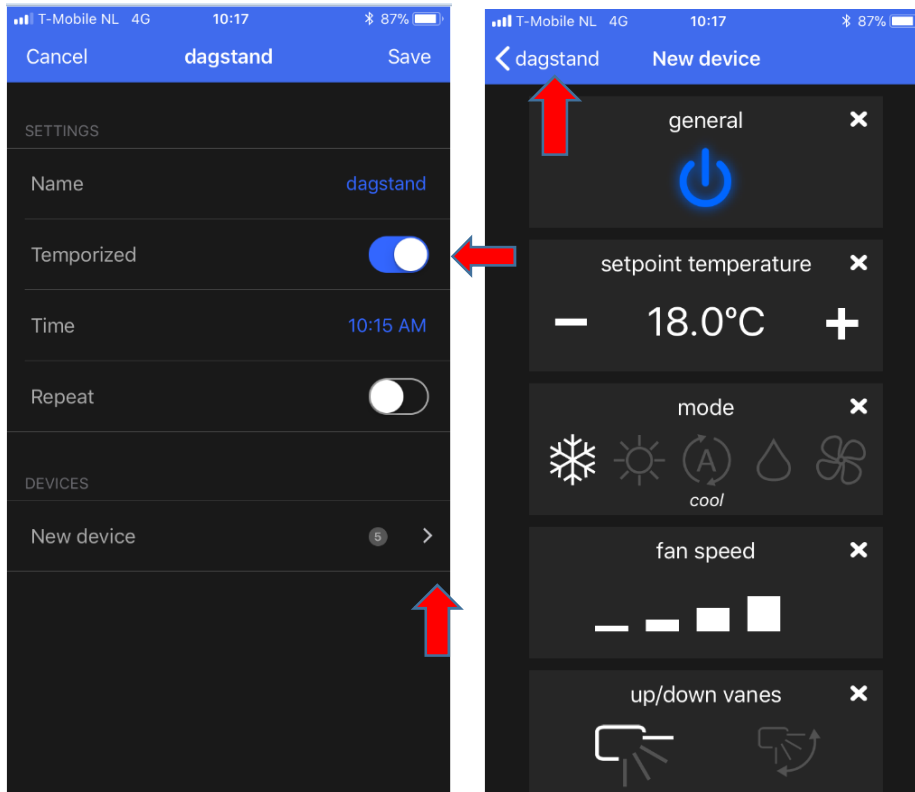 T-Mobile NL 4G 10:17 87%
Cancel dagstand Save
SETTINGS
Name dagstand
Temporized
Time 10:15 AM
Repeat
DEVICES
New device 5
T-Mobile NL 4G 10:17 87%
dagstand New device
general
setpoint temperature
18.0°C
mode
A
cool
fan speed
up/down vanes